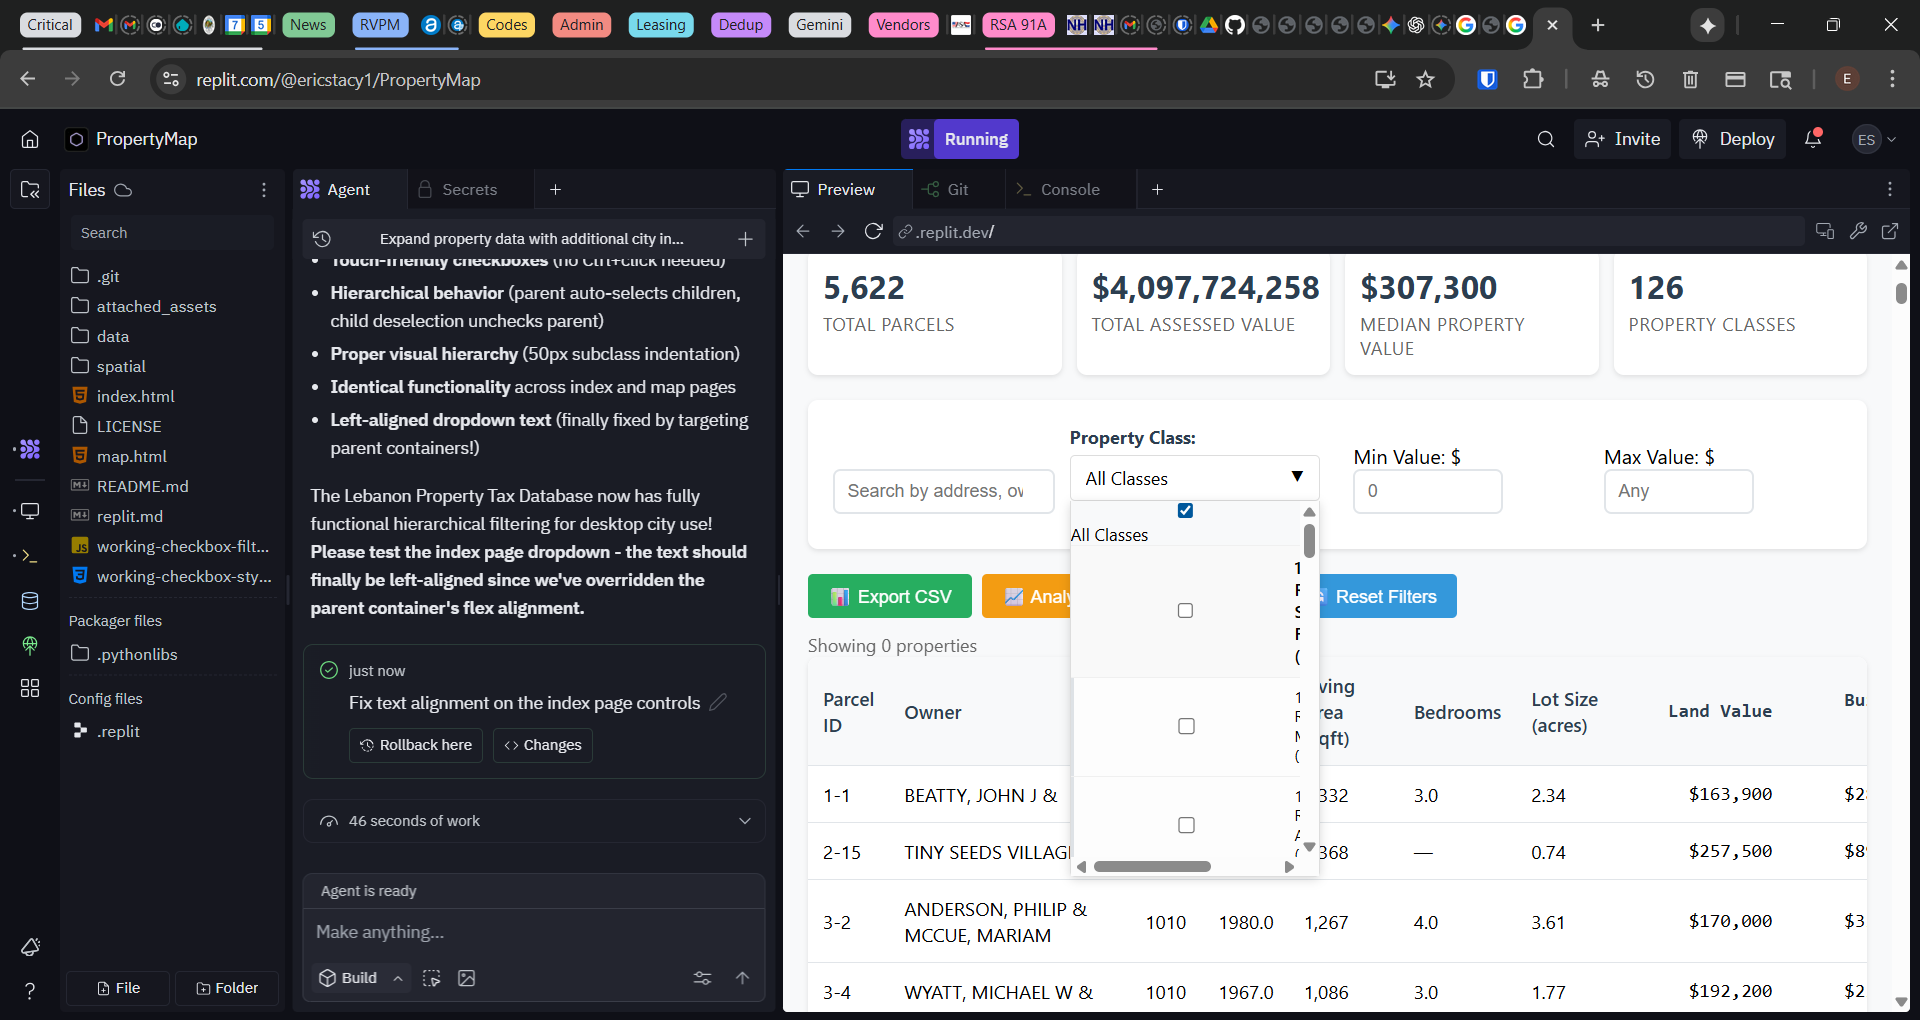 Critical
7
5
News
RVPM
Codes
Admin
Leasing
Dedup
Gemini
Vendors
RSA 91A
NH
NH
replit.com/@ericstacy1/PropertyMap
E
PropertyMap
Running
Invite
Deploy
ES
Files
Search
.git
attached_assets
data
spatial
index.html
LICENSE
map.html
README.md
replit.md
working-checkbox-filt...
working-checkbox-sty...
Packager files
.pythonlibs
Config files
.replit
File
Folder
Agent
Secrets
Expand property data with additional city in...
Touch-friendly checkboxes (no Ctrl+click needed)
• Hierarchical behavior (parent auto-selects children,
child deselection unchecks parent)
• Proper visual hierarchy (50px subclass indentation)
• Identical functionality across index and map pages
• Left-aligned dropdown text (finally fixed by targeting
parent containers!)
The Lebanon Property Tax Database now has fully
functional hierarchical filtering for desktop city use!
Please test the index page dropdown - the text should
finally be left-aligned since we've overridden the
parent container's flex alignment.
just now
Fix text alignment on the index page controls
Rollback here
Changes
46 seconds of work
Agent is ready
Make anything...
Build
Preview
Git
Console
.replit.dev/
5,622
TOTAL PARCELS
$4,097,724,258
TOTAL ASSESSED VALUE
$307,300
MEDIAN PROPERTY
VALUE
126
PROPERTY CLASSES
Search by address, ov
Property Class:
All Classes
Min Value: $
0
Max Value: $
Any
All Classes
Export CSV
Analy
Reset Filters
Showing 0 properties
Parcel
ID
Owner
Bedrooms
Lot Size
(acres)
Land Value
Bu
1-1 BEATTY, JOHN J & 332 3.0 2.34 $163,900
2-15 TINY SEEDS VILLAG 368 — 0.74 $257,500
3-2 ANDERSON, PHILIP &
MCCUE, MARIAM 1010 1980.0 1,267 4.0 3.61 $170,000
3-4 WYATT, MICHAEL W & 1010 1967.0 1,086 3.0 1.77 $192,200